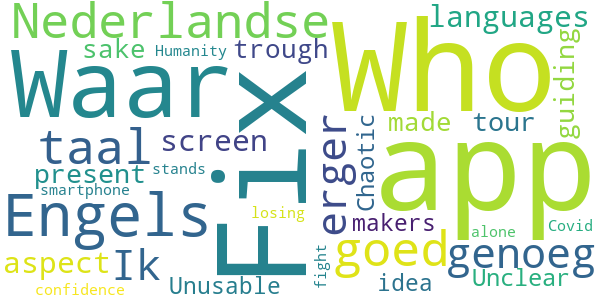 Nederlandse
Who
languages
sake
Humanity
trough
Waar
Fix
app
guiding
taal
screen
erger
Chaotic
made
tour
present
stands
smartphone
Engels
losing
makers
goed
genoeg
alone
Covid
aspect
Ik
Unusable
fight
idea
Unclear
confidence